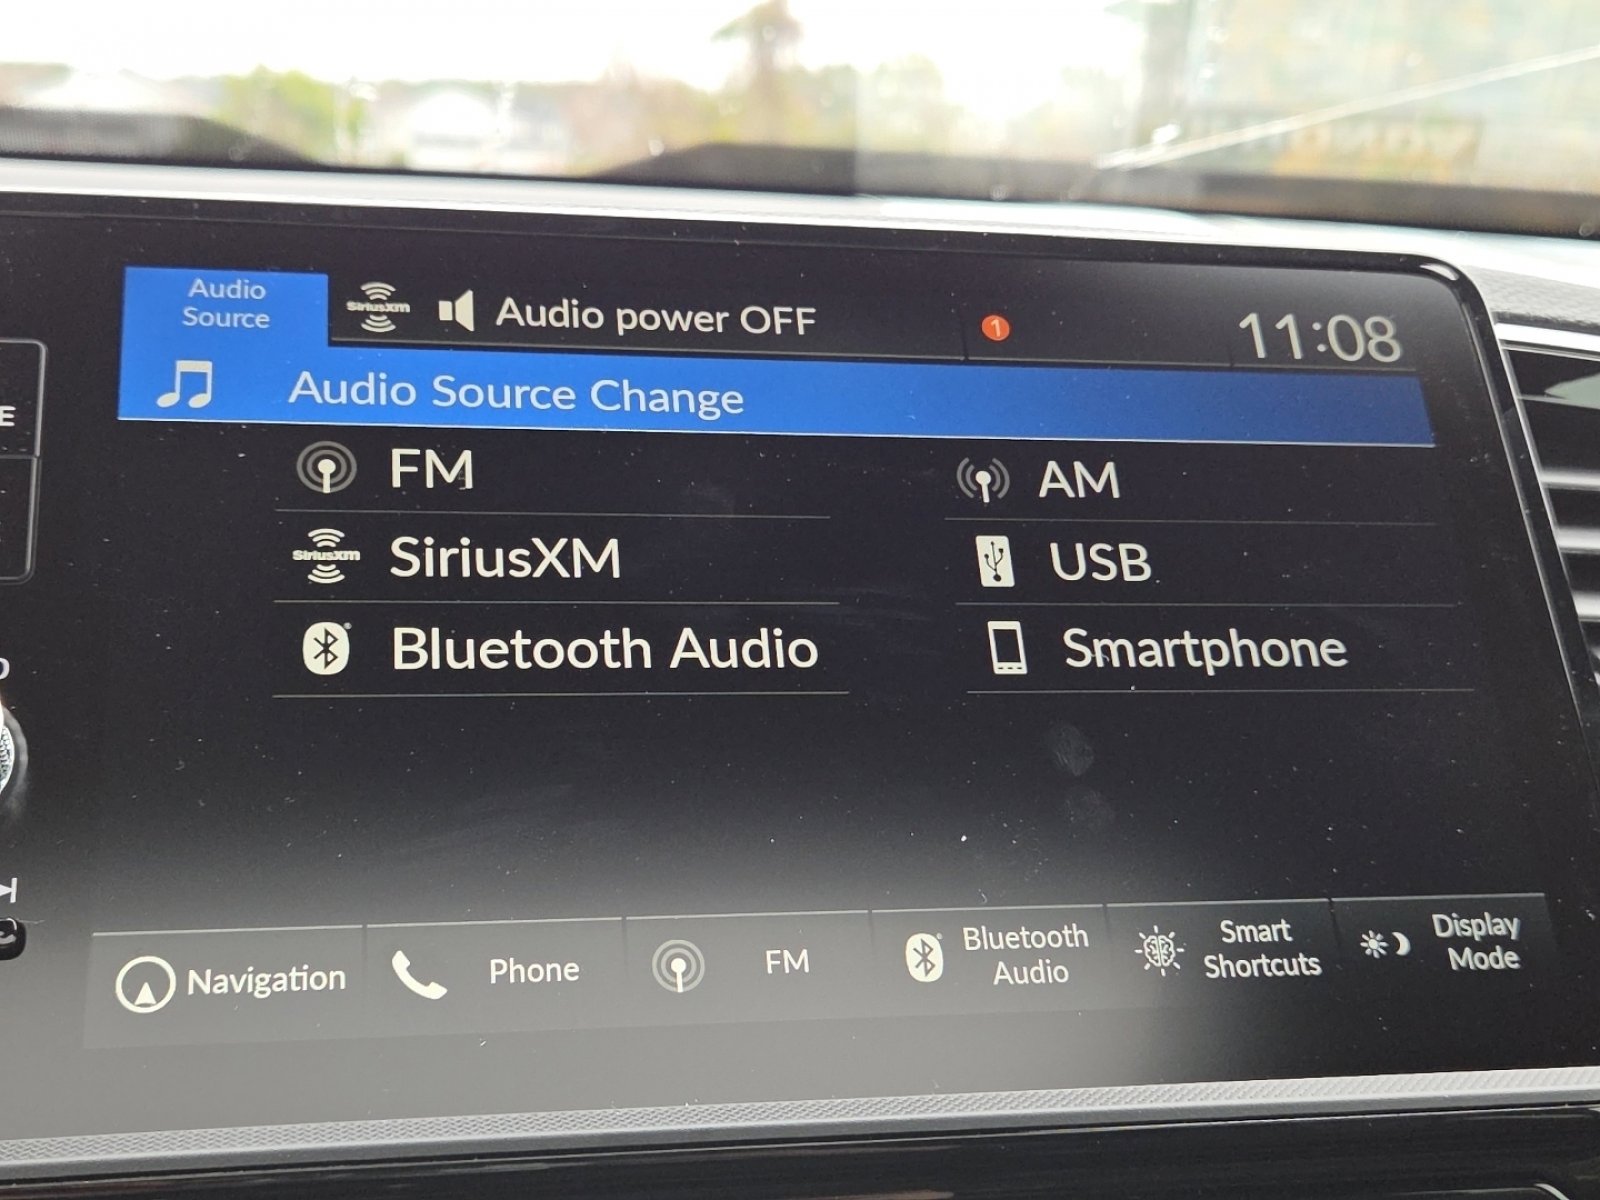 Audio
Source
SiriusXM
Audio power OFF
1
11:08
Audio Source Change
E
FM
AM
SiriusXM
SiriusXM
USB
Bluetooth Audio
Smartphone
Navigation
Phone
FM
Bluetooth
Audio
Smart
Shortcuts
Display
Mode